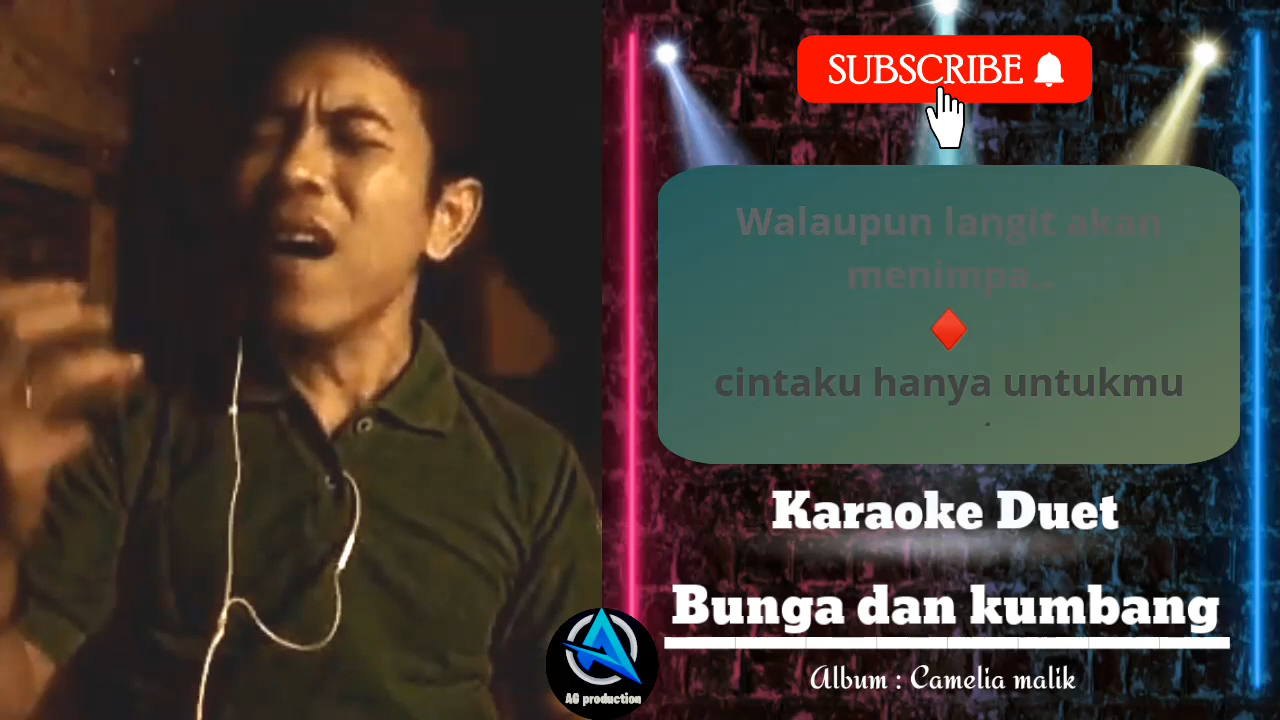 SUBSCRIBE
Walaupun langit akan
menimpa..
cintaku hanya untukmu
.
Karaoke Duet
Bunga dan kumbang
Album : Camelia malik
AG production